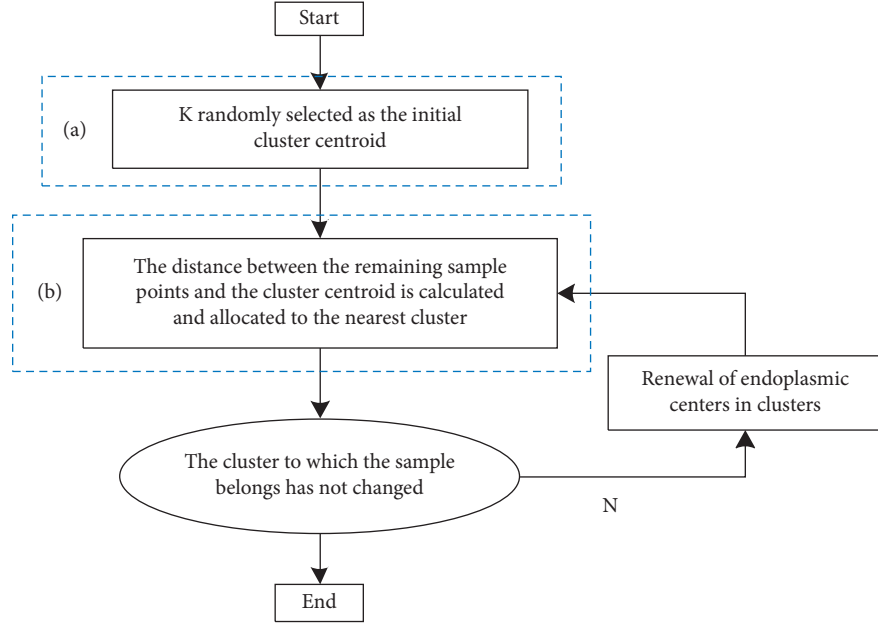 Start
(a)
K randomly selected as the initial
cluster centroid
(b)
The distance between the remaining sample
points and the cluster centroid is calculated
and allocated to the nearest cluster
Renewal of endoplasmic
centers in clusters
The cluster to which the sample
belongs has not changed
N
End